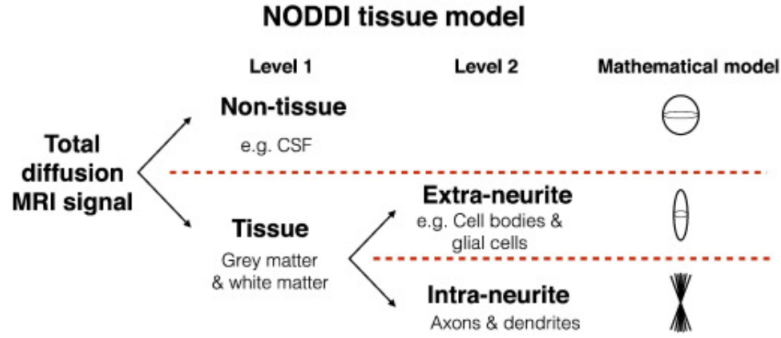 NODDI tissue model
Level 1
Level 2
Mathematical model
Non-tissue
e.g. CSF
Total
diffusion
MRI signal
Extra-neurite
e.g. Cell bodies &
glial cells
Tissue
Grey matter
& white matter
Intra-neurite
Axons & dendrites